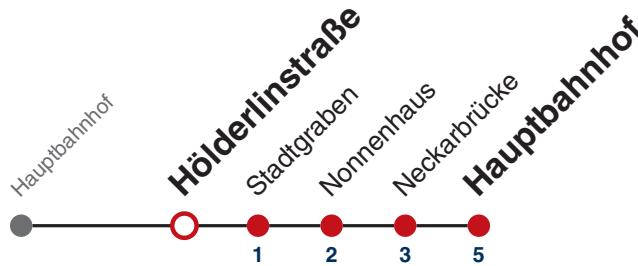 Hauptbahnhof
Hölderlinstraße
Stadtgraben
Nonnenhaus
Neckarbrücke
Hauptbahnhof
1 2 3 5